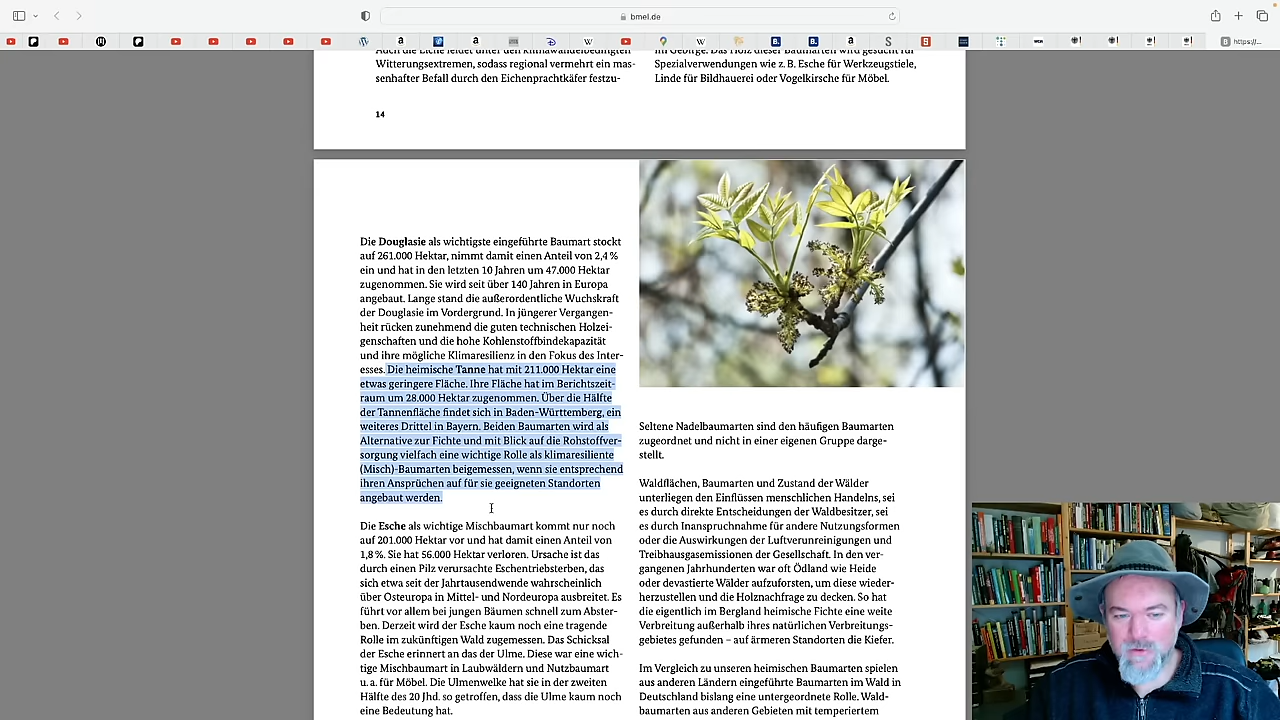 bmel.de
https://...
Auch die Eiche leidet unter den klimawandelbedingten
Witterungsextremen, sodass regional vermehrt ein mas-
senhafter Befall durch den Eichenprachtkäfer festzu-
im Gebirge. Das Holz dieser Baumarten wird gesucht für
Spezialverwendungen wie z. B. Esche für Werkzeugstiele,
Linde für Bildhauerei oder Vogelkirsche für Möbel.
14
Die Douglasie als wichtigste eingeführte Baumart stockt
auf 261.000 Hektar, nimmt damit einen Anteil von 2,4 %
ein und hat in den letzten 10 Jahren um 47.000 Hektar
zugenommen. Sie wird seit über 140 Jahren in Europa
angebaut. Lange stand die außerordentliche Wuchskraft
der Douglasie im Vordergrund. In jüngerer Vergangen-
heit rücken zunehmend die guten technischen Holzei-
genschaften und die hohe Kohlenstoffbindekapazität
und ihre mögliche Klimaresilienz in den Fokus des Inter-
esses. Die heimische Tanne hat mit 211.000 Hektar eine
etwas geringere Fläche. Ihre Fläche hat im Berichtszeit-
raum um 28.000 Hektar zugenommen. Über die Hälfte
der Tannenfläche findet sich in Baden-Württemberg, ein
weiteres Drittel in Bayern. Beiden Baumarten wird als
Alternative zur Fichte und mit Blick auf die Rohstoffver-
sorgung vielfach eine wichtige Rolle als klimaresiliente
(Misch)-Baumarten beigemessen, wenn sie entsprechend
ihren Ansprüchen auf für sie geeigneten Standorten
angebaut werden.
Die Esche als wichtige Mischbaumart kommt nur noch
auf 201.000 Hektar vor und hat damit einen Anteil von
1,8 %. Sie hat 56.000 Hektar verloren. Ursache ist das
durch einen Pilz verursachte Eschentriebsterben, das
sich etwa seit der Jahrtausendwende wahrscheinlich
über Osteuropa in Mittel- und Nordeuropa ausbreitet. Es
führt vor allem bei jungen Bäumen schnell zum Abster-
ben. Derzeit wird der Esche kaum noch eine tragende
Rolle im zukünftigen Wald zugemessen. Das Schicksal
der Esche erinnert an das der Ulme. Diese war eine wich-
tige Mischbaumart in Laubwäldern und Nutzbaumart
u. a. für Möbel. Die Ulmenwelke hat sie in der zweiten
Hälfte des 20 Jhd. so getroffen, dass die Ulme kaum noch
eine Bedeutung hat.
Seltene Nadelbaumarten sind den häufigen Baumarten
zugeordnet und nicht in einer eigenen Gruppe darge-
stellt.
Waldflächen, Baumarten und Zustand der Wälder
unterliegen den Einflüssen menschlichen Handelns, sei
es durch direkte Entscheidungen der Waldbesitzer, sei
es durch Inanspruchnahme für andere Nutzungsformen
oder die Auswirkungen der Luftverunreinigungen und
Treibhausgasemissionen der Gesellschaft. In den ver-
gangenen Jahrhunderten war oft Ödland wie Heide
oder devastierte Wälder aufzuforsten, um diese wieder-
herzustellen und die Holznachfrage zu decken. So hat
die eigentlich im Bergland heimische Fichte eine weite
Verbreitung außerhalb ihres natürlichen Verbreitungs-
gebietes gefunden – auf ärmeren Standorten die Kiefer.
Im Vergleich zu unseren heimischen Baumarten spielen
aus anderen Ländern eingeführte Baumarten im Wald in
Deutschland bislang eine untergeordnete Rolle. Wald-
baumarten aus anderen Gebieten mit temperiertem